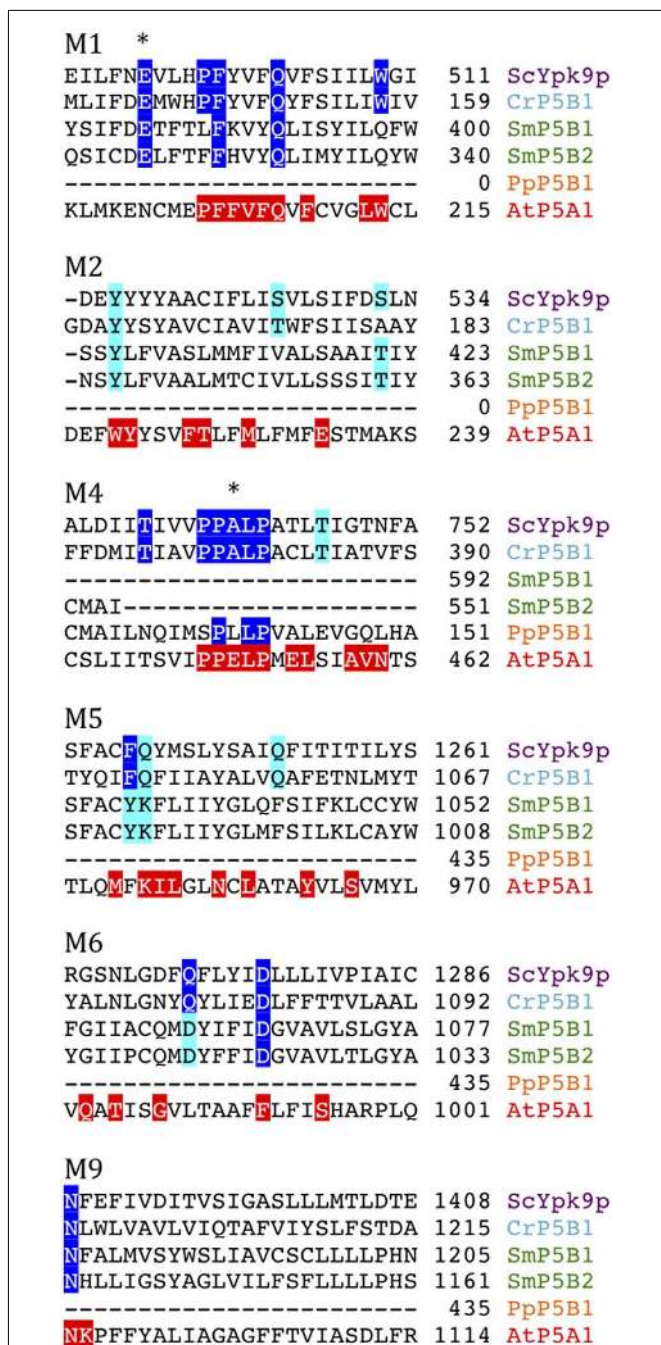 M1 *
EILFNEVLHPFYVFQVFSIILWGI 511 ScYpk9p
MLIFDEMWHPFYVFQYFSILIWIV 159 CrP5B1
YSIFDETFTLFKVYQLISYILQFW 400 SmP5B1
QSICDELFTFFHVYQLIMYILQYW 340 SmP5B2
------------------------ 0 PpP5B1
KLMKENCMEPFFVFQVFCVGLWCL 215 AtP5A1
M2
-DEYYYYAACIFLISVLSIFDSLN 534 ScYpk9p
GDAYYSYAVCIAVITWFSIISAAY 183 CrP5B1
-SSYLFVASLMMFIVALSAAITIY 423 SmP5B1
-NSYLFVAALMTCIVLLSSSITIY 363 SmP5B2
------------------------ 0 PpP5B1
DEFWYYSVFTLFMLFMFESTMAKS 239 AtP5A1
M4 *
ALDIITIVVPPALPATLTIGTNFA 752 ScYpk9p
FFDMITIAVPPALPACLTIATVFS 390 CrP5B1
------------------------ 592 SmP5B1
CMAI-------------------- 551 SmP5B2
CMAILNQIMSPLLPVALEVGQLHA 151 PpP5B1
CSLIITSVIPPELPMELSIAVNTS 462 AtP5A1
M5
SFACFQYMSLYSAIQFITITILYS 1261 ScYpk9p
TYQIFQFIIAYALVQAFETNLMYT 1067 CrP5B1
SFACYKFLIIYGLQFSIFKLCCYW 1052 SmP5B1
SFACYKFLIIYGLMFSILKLCAYW 1008 SmP5B2
------------------------ 435 PpP5B1
TLQMFKILGLNCLATAYVLSVMYL 970 AtP5A1
M6
RGSNLGDFQFLYIDLLLIVPIAIC 1286 ScYpk9p
YALNLGNYQYLIEDLFFTTVLAAL 1092 CrP5B1
FGIIACQMDYIFIDGVAVLSLGYA 1077 SmP5B1
YGIIPCQMDYFFIDGVAVLTLGYA 1033 SmP5B2
------------------------ 435 PpP5B1
VQATISGVLTAAFFLFISHARPLQ 1001 AtP5A1
M9
NFEFIVDITVSIGASLLLMTLDTE 1408 ScYpk9p
NLWLVAVLVIQTAFVIYSLFSTDA 1215 CrP5B1
NFALMVSYWSLIAVCSCLLLLPHN 1205 SmP5B1
NHLLIGSYAGLVILFSFLLLLPHS 1161 SmP5B2
------------------------ 435 PpP5B1
NKPFFYALIAGAGFFTVIASDLFR 1114 AtP5A1